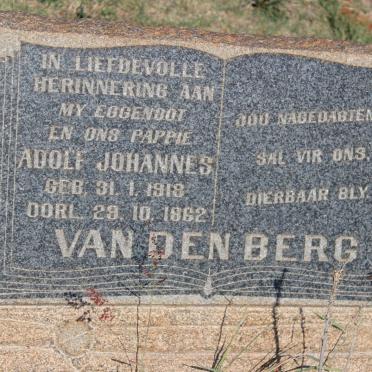 IN LIEFDEVOLLE
HERINNERING AAN
MY EGGENOOT
EN ONS PAPPIE
ADOLF JOHANNES
GEB. 31. 1. 1918
OORL. 29. 10. 1962
JOU NAGEDAGTEN
SAL VIR ONS
DIERBAAR BLY
VAN DEN BERG